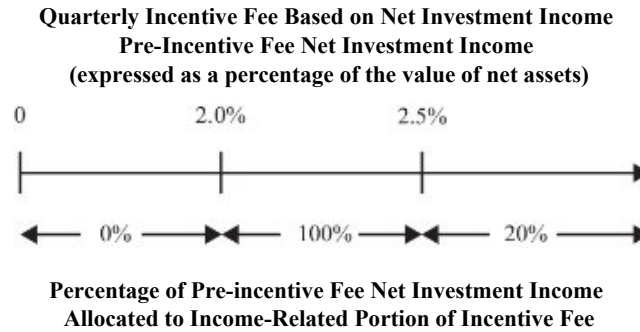 Quarterly Incentive Fee Based on Net Investment Income
Pre-Incentive Fee Net Investment Income
(expressed as a percentage of the value of net assets)
0 2.0% 2.5%
0% 100% 20%
Percentage of Pre-incentive Fee Net Investment Income
Allocated to Income-Related Portion of Incentive Fee